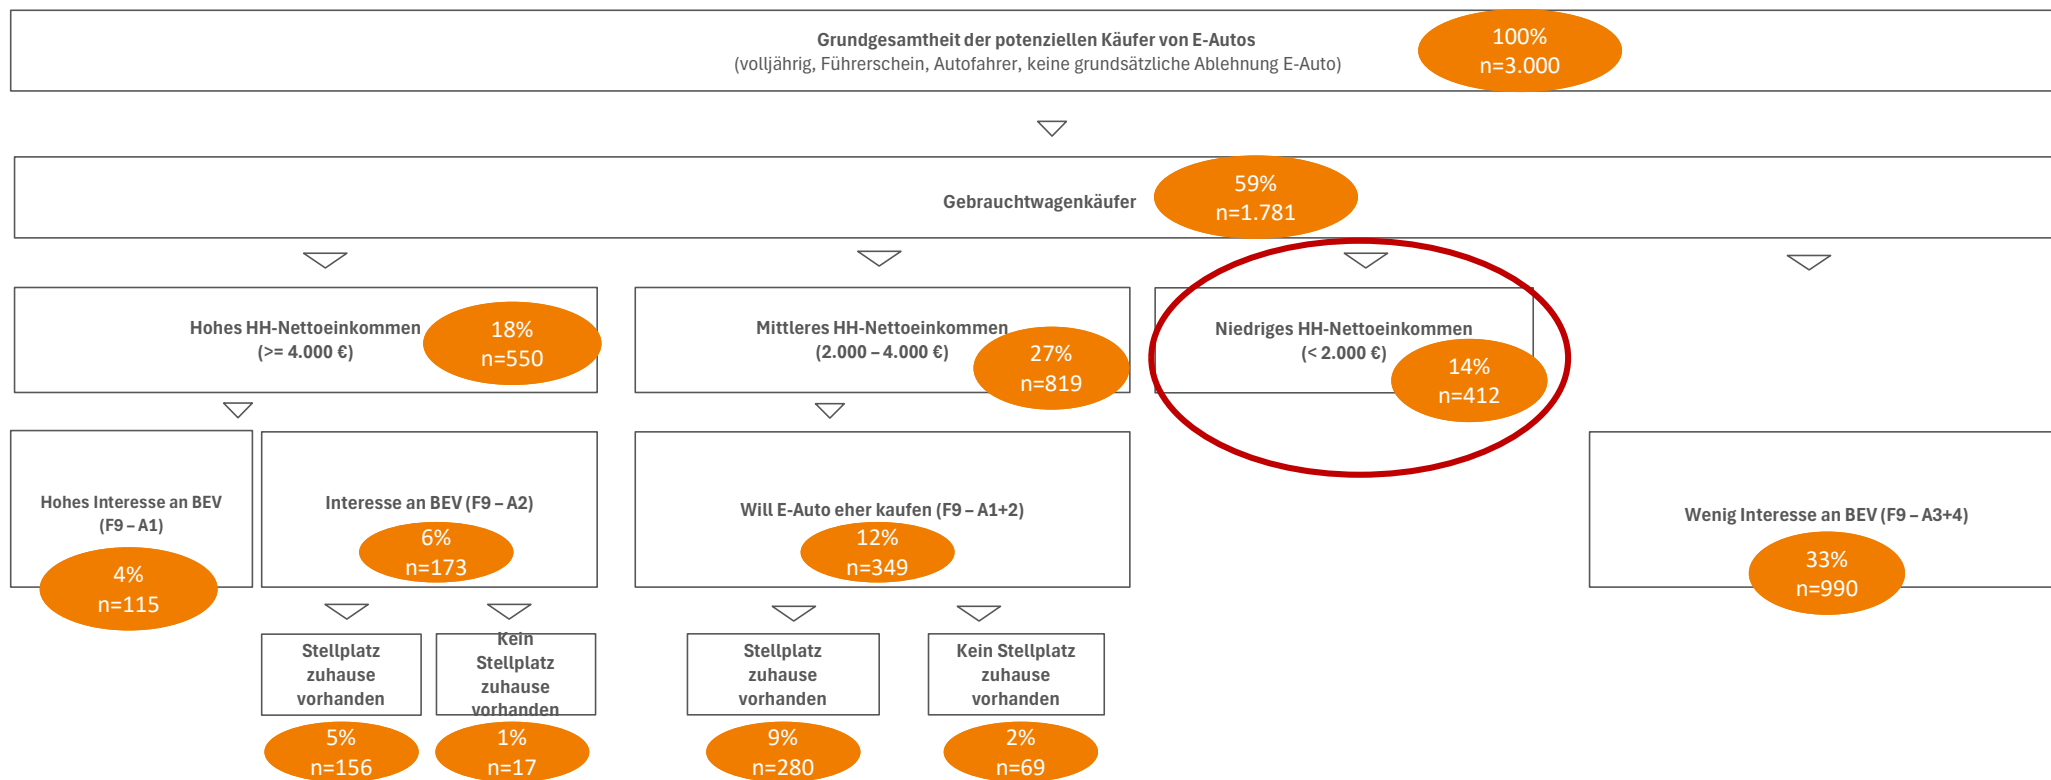 Grundgesamtheit der potenziellen Käufer von E-Autos
(volljährig, Führerschein, Autofahrer, keine grundsätzliche Ablehnung E-Auto)
100%
n=3.000
Gebrauchtwagenkäufer
59%
n=1.781
Hohes HH-Nettoeinkommen
(>= 4.000 €)
18%
n=550
Mittleres HH-Nettoeinkommen
(2.000 – 4.000 €)
27%
n=819
Niedriges HH-Nettoeinkommen
(< 2.000 €)
14%
n=412
Hohes Interesse an BEV
(F9 – A1)
4%
n=115
Interesse an BEV (F9 – A2)
6%
n=173
Will E-Auto eher kaufen (F9 – A1+2)
12%
n=349
Wenig Interesse an BEV (F9 – A3+4)
33%
n=990
Stellplatz
zuhause
vorhanden
5%
n=156
Kein
Stellplatz
zuhause
vorhanden
1%
n=17
Stellplatz
zuhause
vorhanden
9%
n=280
Kein Stellplatz
zuhause
vorhanden
2%
n=69